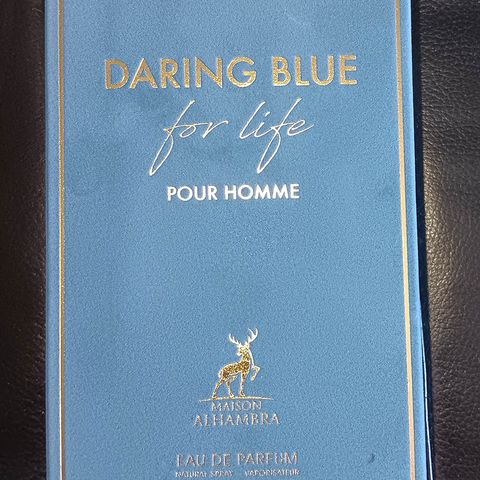 DARING BLUE
for life
POUR HOMME
MAISON
ALHAMBRA
EAU DE PARFUM
NATURAL SPRAY - VAPORISATEUR